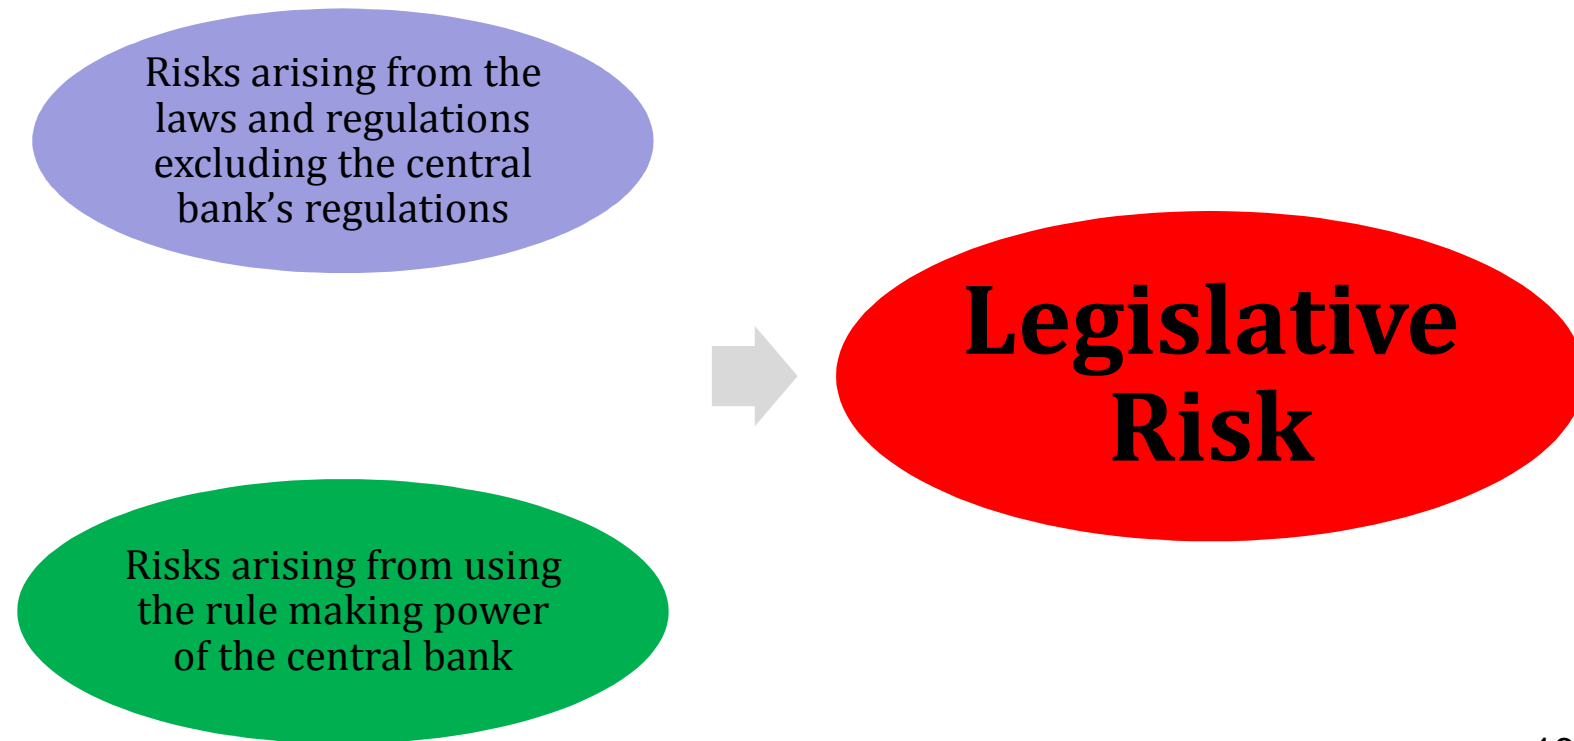 Risks arising from the
laws and regulations
excluding the central
bank’s regulations
Legislative
Risk
Risks arising from using
the rule making power
of the central bank